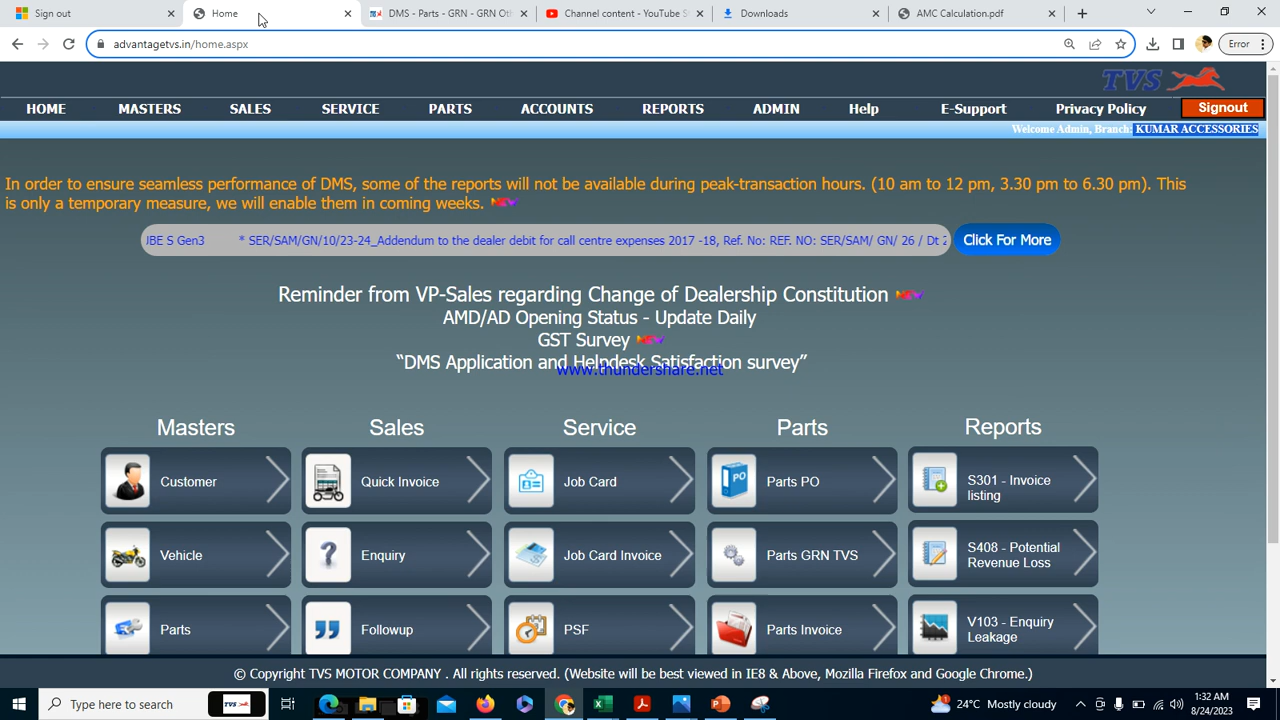 Sign out
Home
DMS - Parts - GRN - GRN Ot
Channel content - YouTube S
Downloads
AMC Calculation.pdf
advantagetvs.in/home.aspx
Error
TVS
HOME MASTERS SALES SERVICE PARTS ACCOUNTS REPORTS ADMIN Help E-Support Privacy Policy Signout
Welcome Admin, Branch: KUMAR ACCESSORIES
In order to ensure seamless performance of DMS, some of the reports will not be available during peak-transaction hours. (10 am to 12 pm, 3.30 pm to 6.30 pm). This
is only a temporary measure, we will enable them in coming weeks. NEW
JBE S Gen3 * SER/SAM/GN/10/23-24_Addendum to the dealer debit for call centre expenses 2017 -18, Ref. No: REF. NO: SER/SAM/ GN/ 26 / Dt 2
Click For More
Reminder from VP-Sales regarding Change of Dealership Constitution NEW
AMD/AD Opening Status - Update Daily
GST Survey NEW
“DMS Application and Helpdesk Satisfaction survey”
www.thundershare.net
Masters Sales Service Parts Reports
Customer Quick Invoice Job Card Parts PO S301 - Invoice
listing
Vehicle Enquiry Job Card Invoice Parts GRN TVS S408 - Potential
Revenue Loss
Parts Followup PSF Parts Invoice V103 - Enquiry
Leakage
© Copyright TVS MOTOR COMPANY . All rights reserved. (Website will be best viewed in IE8 & Above, Mozilla Firefox and Google Chrome.)
Type here to search
24°C Mostly cloudy
1:32 AM
8/24/2023